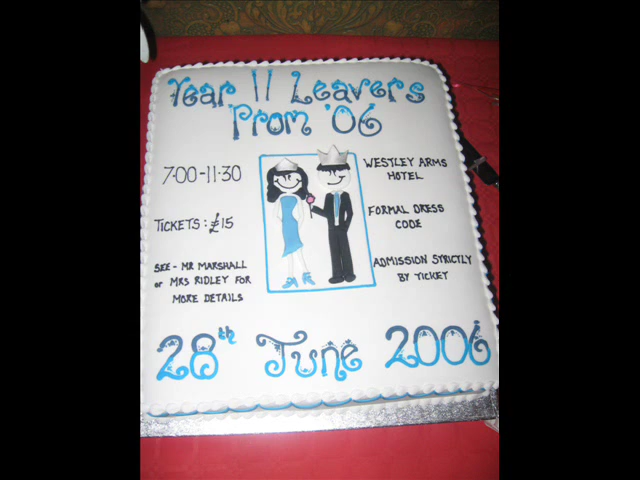 Year 11 Leavers
Prom '06
7:00-11:30
WESTLEY ARMS
HOTEL
TICKETS: £15
FORMAL DRESS
CODE
SEE - MR MARSHALL
or MRS RIDLEY FOR
MORE DETAILS
ADMISSION STRICTLY
BY TICKET
28th June 2006